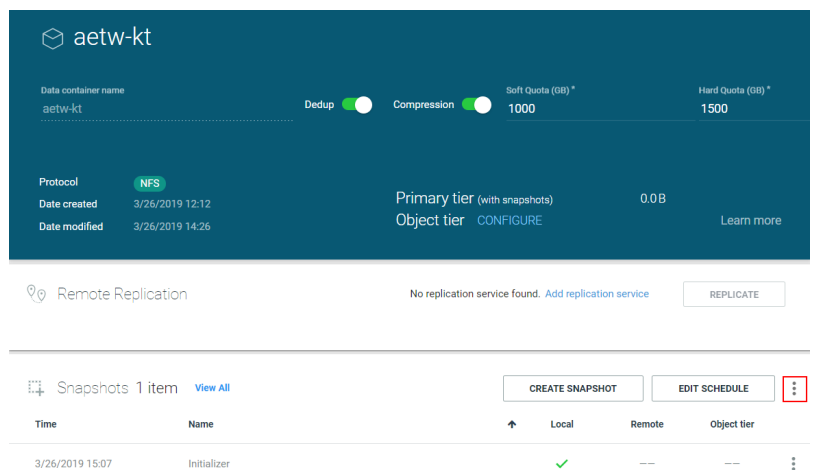 aetw-kt
Data container name
aetw-kt
Dedup
Compression
Soft Quota (GB) *
1000
Hard Quota (GB) *
1500
Protocol NFS
Date created 3/26/2019 12:12
Date modified 3/26/2019 14:26
Primary tier (with snapshots) 0.0 B
Object tier CONFIGURE Learn more
Remote Replication No replication service found. Add replication service REPLICATE
Snapshots 1 item View All CREATE SNAPSHOT EDIT SCHEDULE
Time Name Local Remote Object tier
3/26/2019 15:07 Initializer –– ––